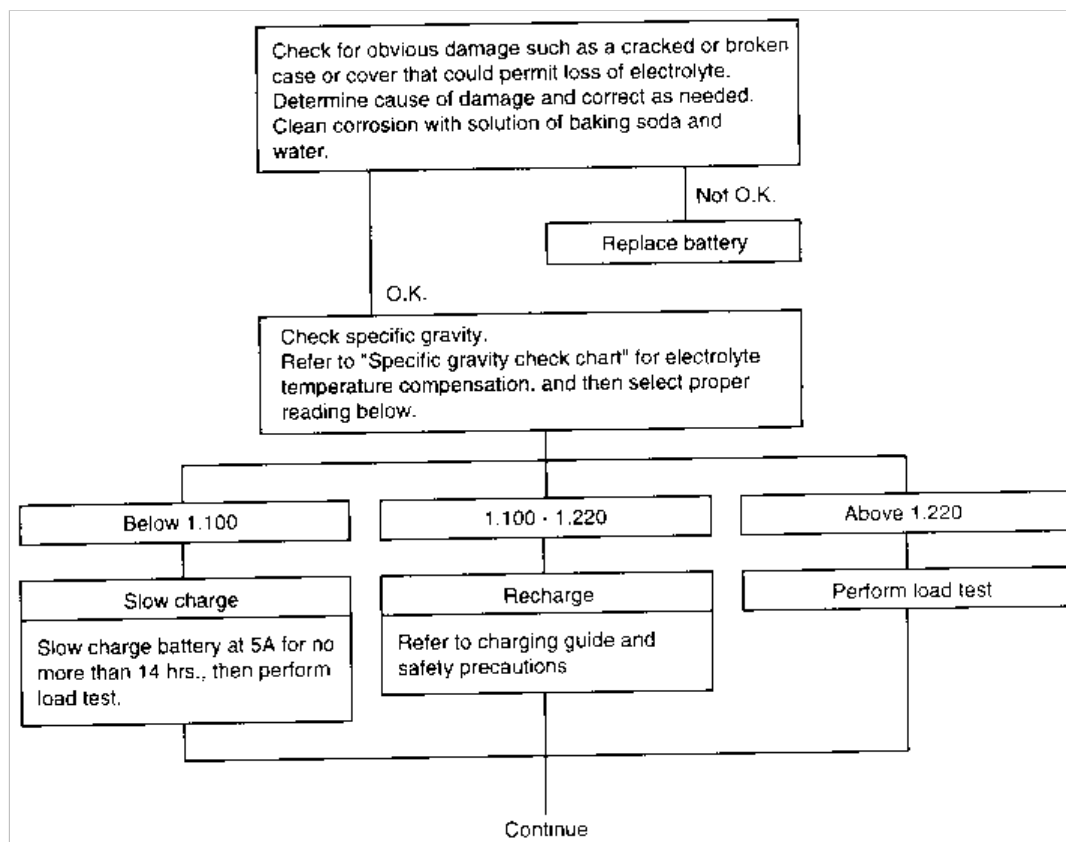 Check for obvious damage such as a cracked or broken
case or cover that could permit loss of electrolyte.
Determine cause of damage and correct as needed.
Clean corrosion with solution of baking soda and
water.
Not O.K.
Replace battery
O.K.
Check specific gravity.
Refer to "Specific gravity check chart" for electrolyte
temperature compensation, and then select proper
reading below.
Below 1.100
1.100 - 1.220
Above 1.220
Slow charge
Slow charge battery at 5A for no
more than 14 hrs., then perform
load test.
Recharge
Refer to charging guide and
safety precautions
Perform load test
Continue